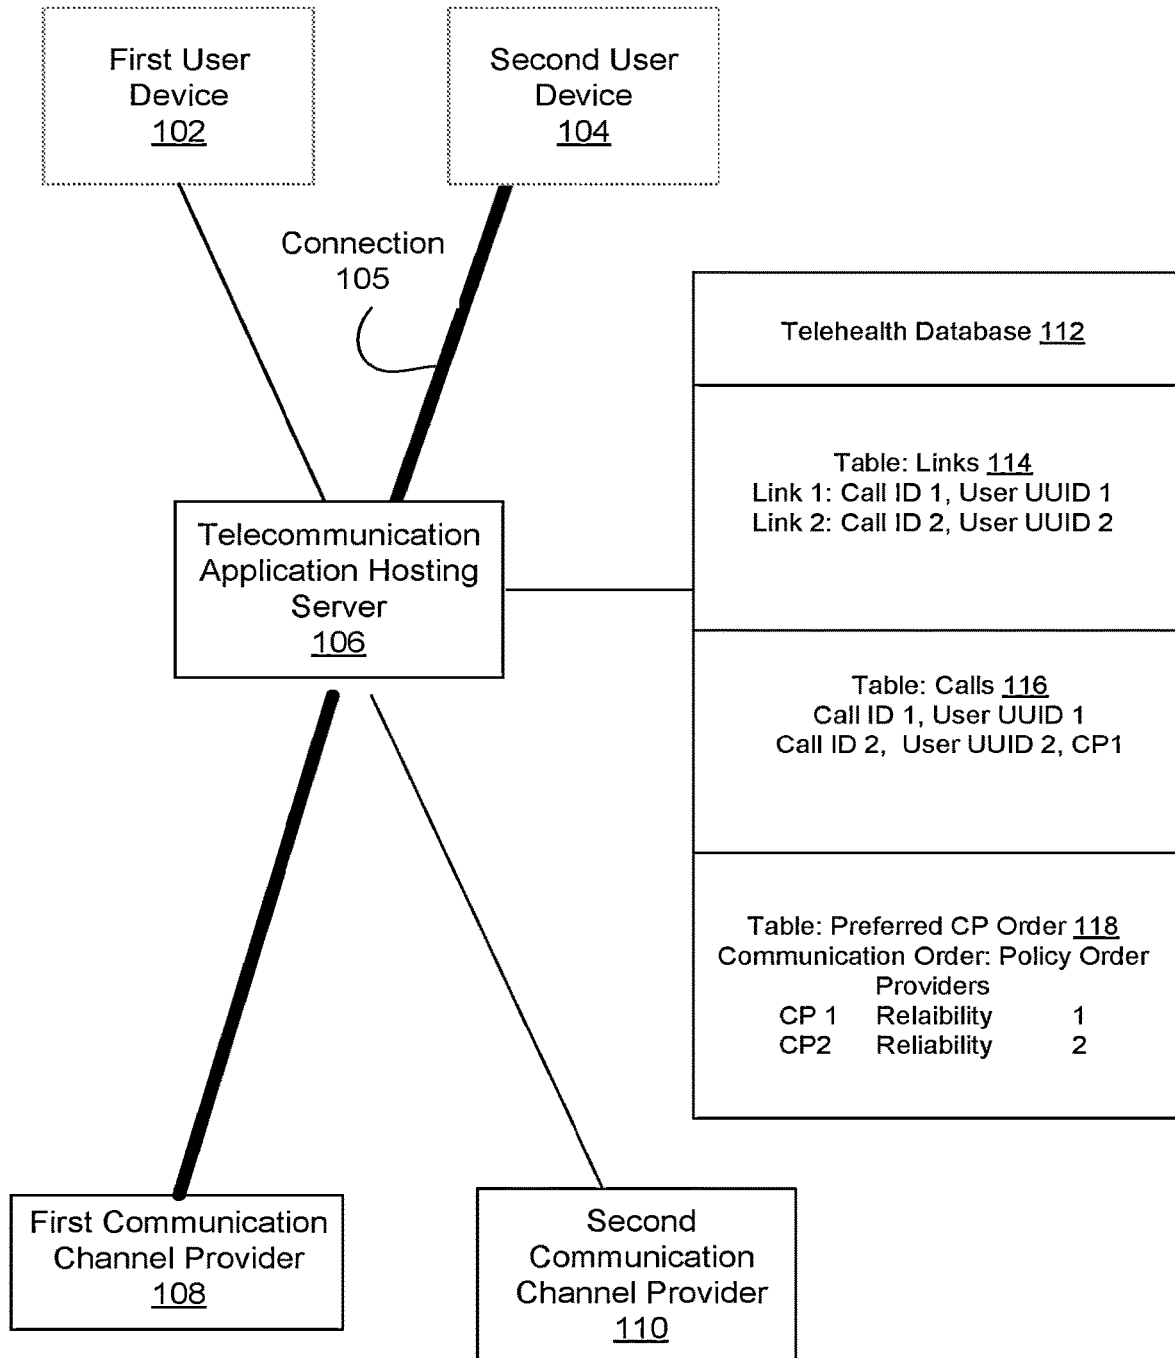 First User
Device
102
Second User
Device
104
Connection
105
Telecommunication
Application Hosting
Server
106
Telehealth Database 112
Table: Links 114
Link 1: Call ID 1, User UUID 1
Link 2: Call ID 2, User UUID 2
Table: Calls 116
Call ID 1, User UUID 1
Call ID 2, User UUID 2, CP1
Table: Preferred CP Order 118
Communication Order: Policy Order
Providers
CP 1 Relaibility 1
CP2 Reliability 2
First Communication
Channel Provider
108
Second
Communication
Channel Provider
110